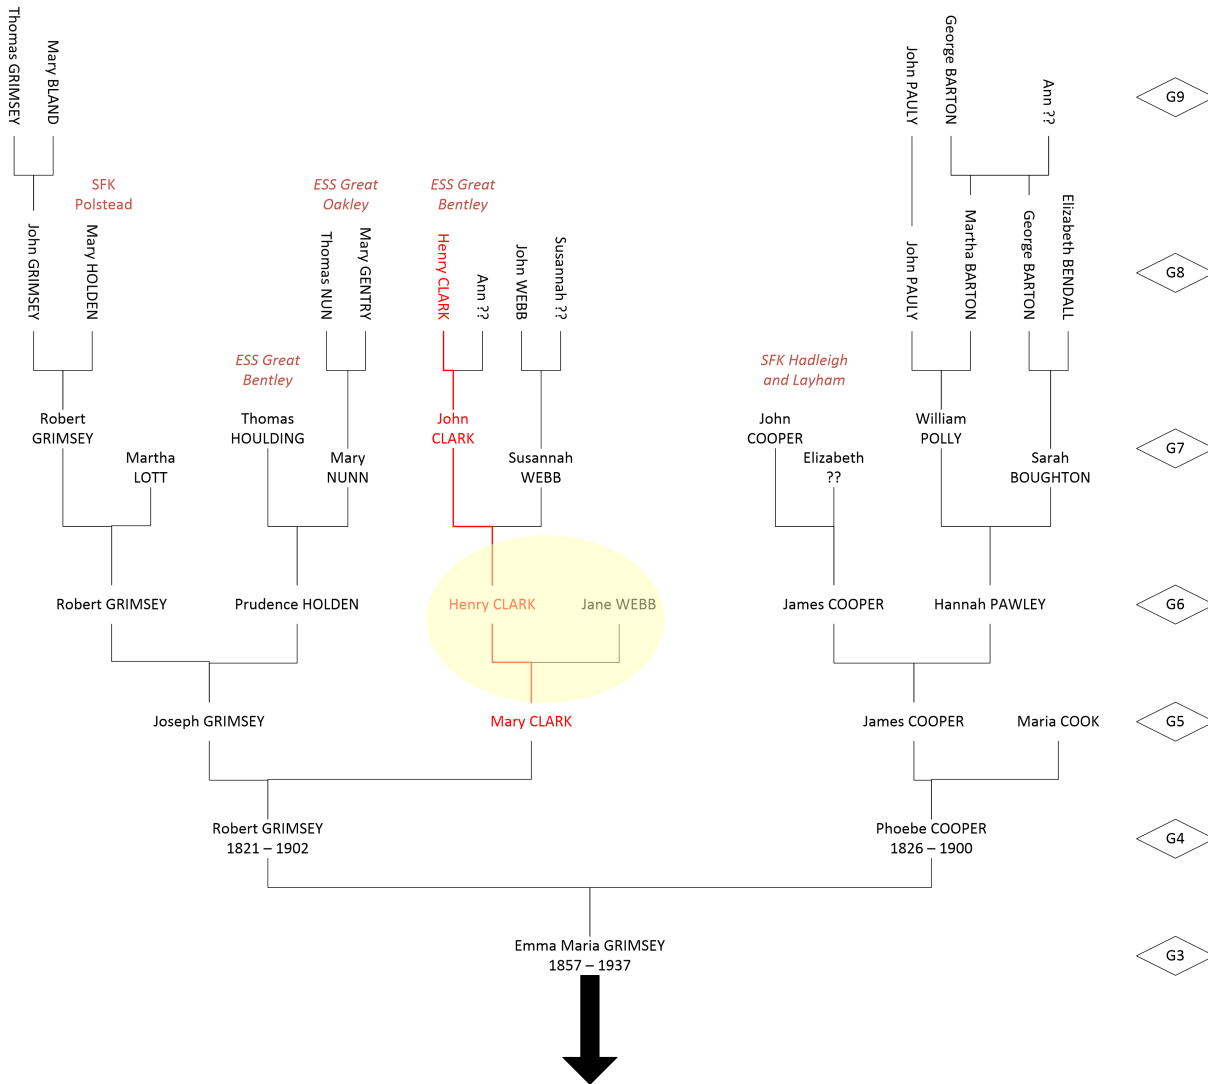 Thomas GRIMSEY
Mary BLAND
John PAULY
George BARTON
Ann ??
G9
SFK
Polstead
ESS Great
Oakley
ESS Great
Bentley
John GRIMSEY
Mary HOLDEN
Thomas NUN
Mary GENTRY
Henry CLARK
Ann ??
John WEBB
Susannah ??
John PAULY
Martha BARTON
George BARTON
Elizabeth BENDALL
G8
ESS Great
Bentley
SFK Hadleigh
and Layham
Robert
GRIMSEY
Martha
LOTT
Thomas
HOULDING
Mary
NUNN
John
CLARK
Susannah
WEBB
John
COOPER
Elizabeth
??
William
POLLY
Sarah
BOUGHTON
G7
Robert GRIMSEY
Prudence HOLDEN
Henry CLARK
Jane WEBB
James COOPER
Hannah PAWLEY
G6
Joseph GRIMSEY
Mary CLARK
James COOPER
Maria COOK
G5
Robert GRIMSEY
1821 – 1902
Phoebe COOPER
1826 – 1900
G4
Emma Maria GRIMSEY
1857 – 1937
G3